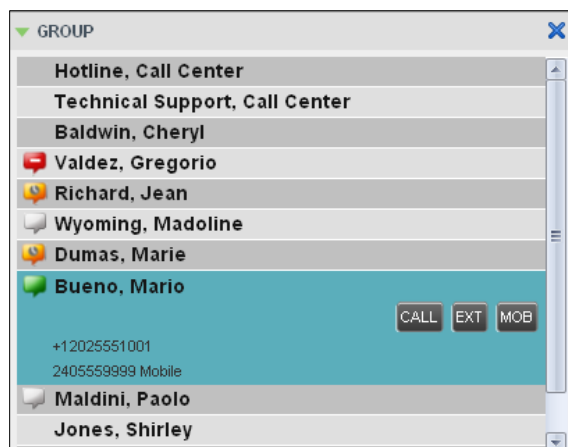 GROUP
Hotline, Call Center
Technical Support, Call Center
Baldwin, Cheryl
Valdez, Gregorio
Richard, Jean
Wyoming, Madoline
Dumas, Marie
Bueno, Mario
CALL EXT MOB
+12025551001
2405559999 Mobile
Maldini, Paolo
Jones, Shirley